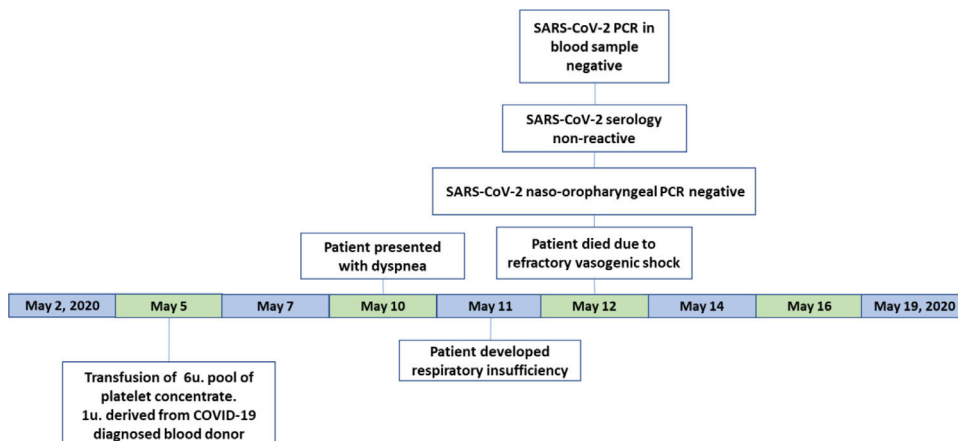 SARS-CoV-2 PCR in
blood sample
negative
SARS-CoV-2 serology
non-reactive
SARS-CoV-2 naso-oropharyngeal PCR negative
Patient presented
with dyspnea
Patient died due to
refractory vasogenic shock
May 2, 2020
May 5
May 7
May 10
May 11
May 12
May 14
May 16
May 19, 2020
Patient developed
respiratory insufficiency
Transfusion of 6u. pool of
platelet concentrate.
1u. derived from COVID-19
diagnosed blood donor